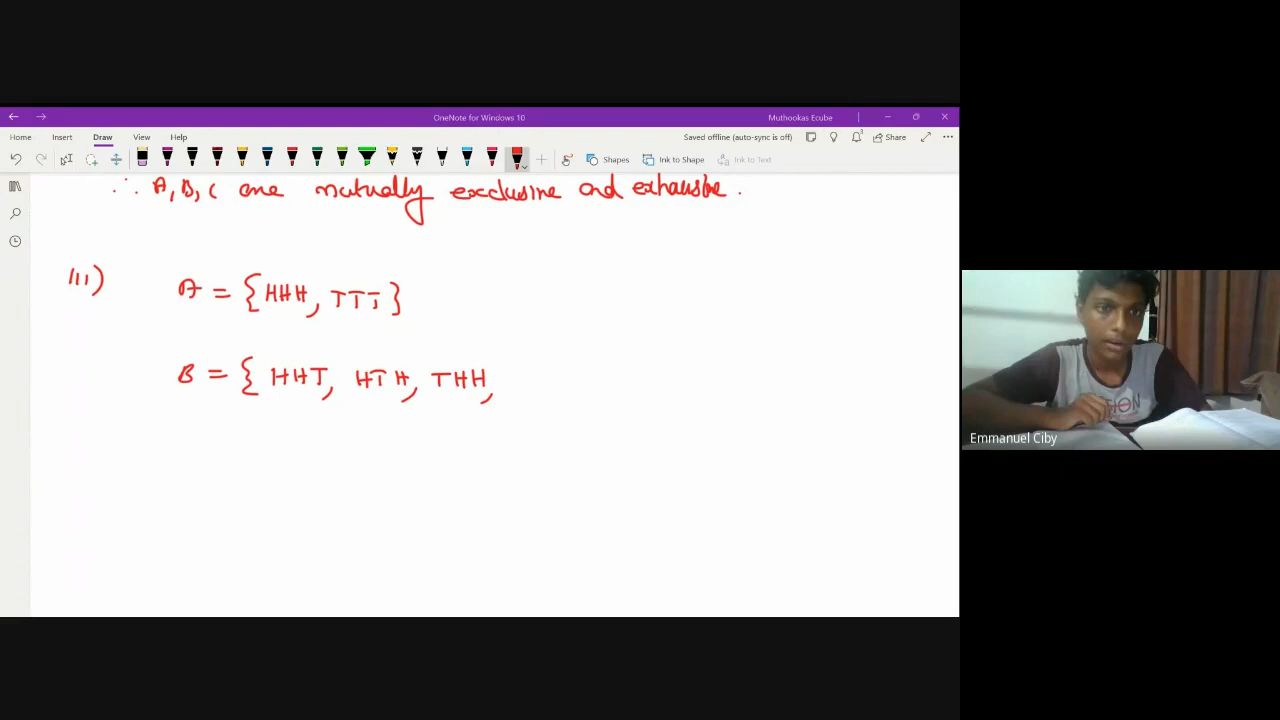 OneNote for Windows 10
Muthookas Ecube
Home Insert Draw View Help
Saved offline (auto-sync is off)
Share
Shapes
Ink to Shape
Ink to Text
∴ A, B, C are mutually exclusive and exhausive.
III) A = {HHH, TTT}
B = { HHT, HTH, THH,
Emmanuel Ciby